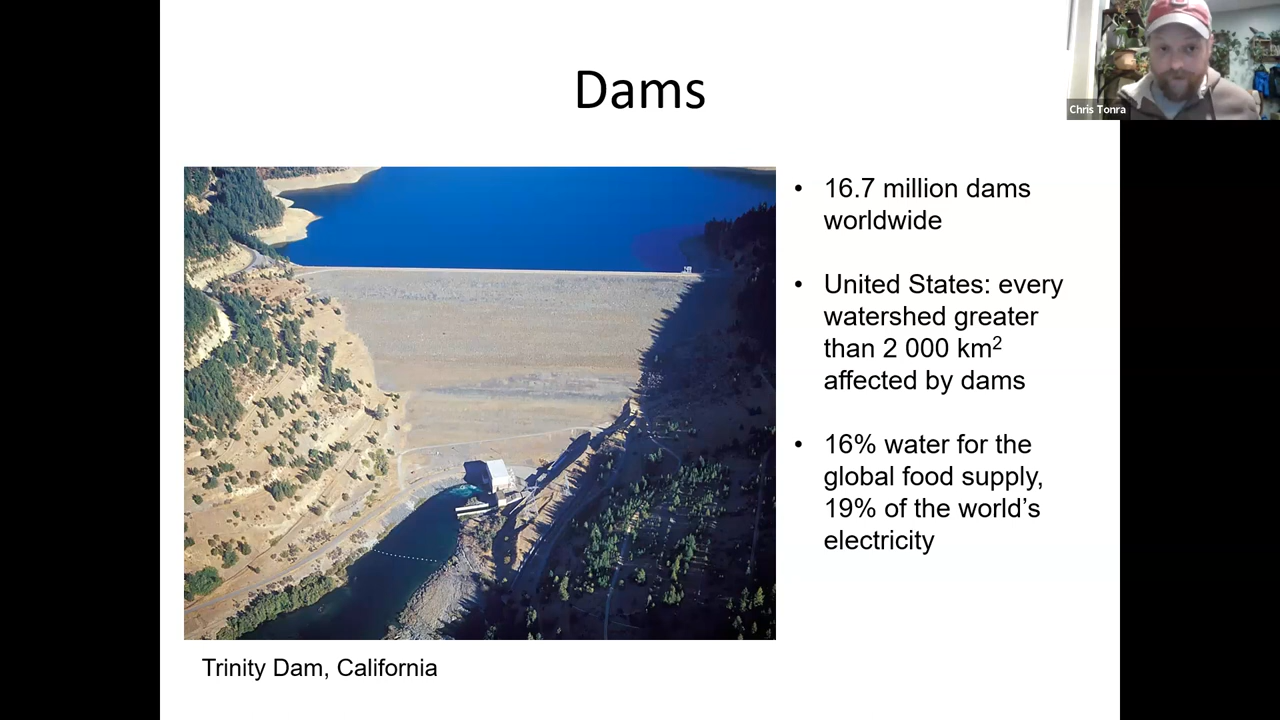 Dams
Chris Tonra
• 16.7 million dams
worldwide
• United States: every
watershed greater
than 2 000 km²
affected by dams
• 16% water for the
global food supply,
19% of the world’s
electricity
Trinity Dam, California